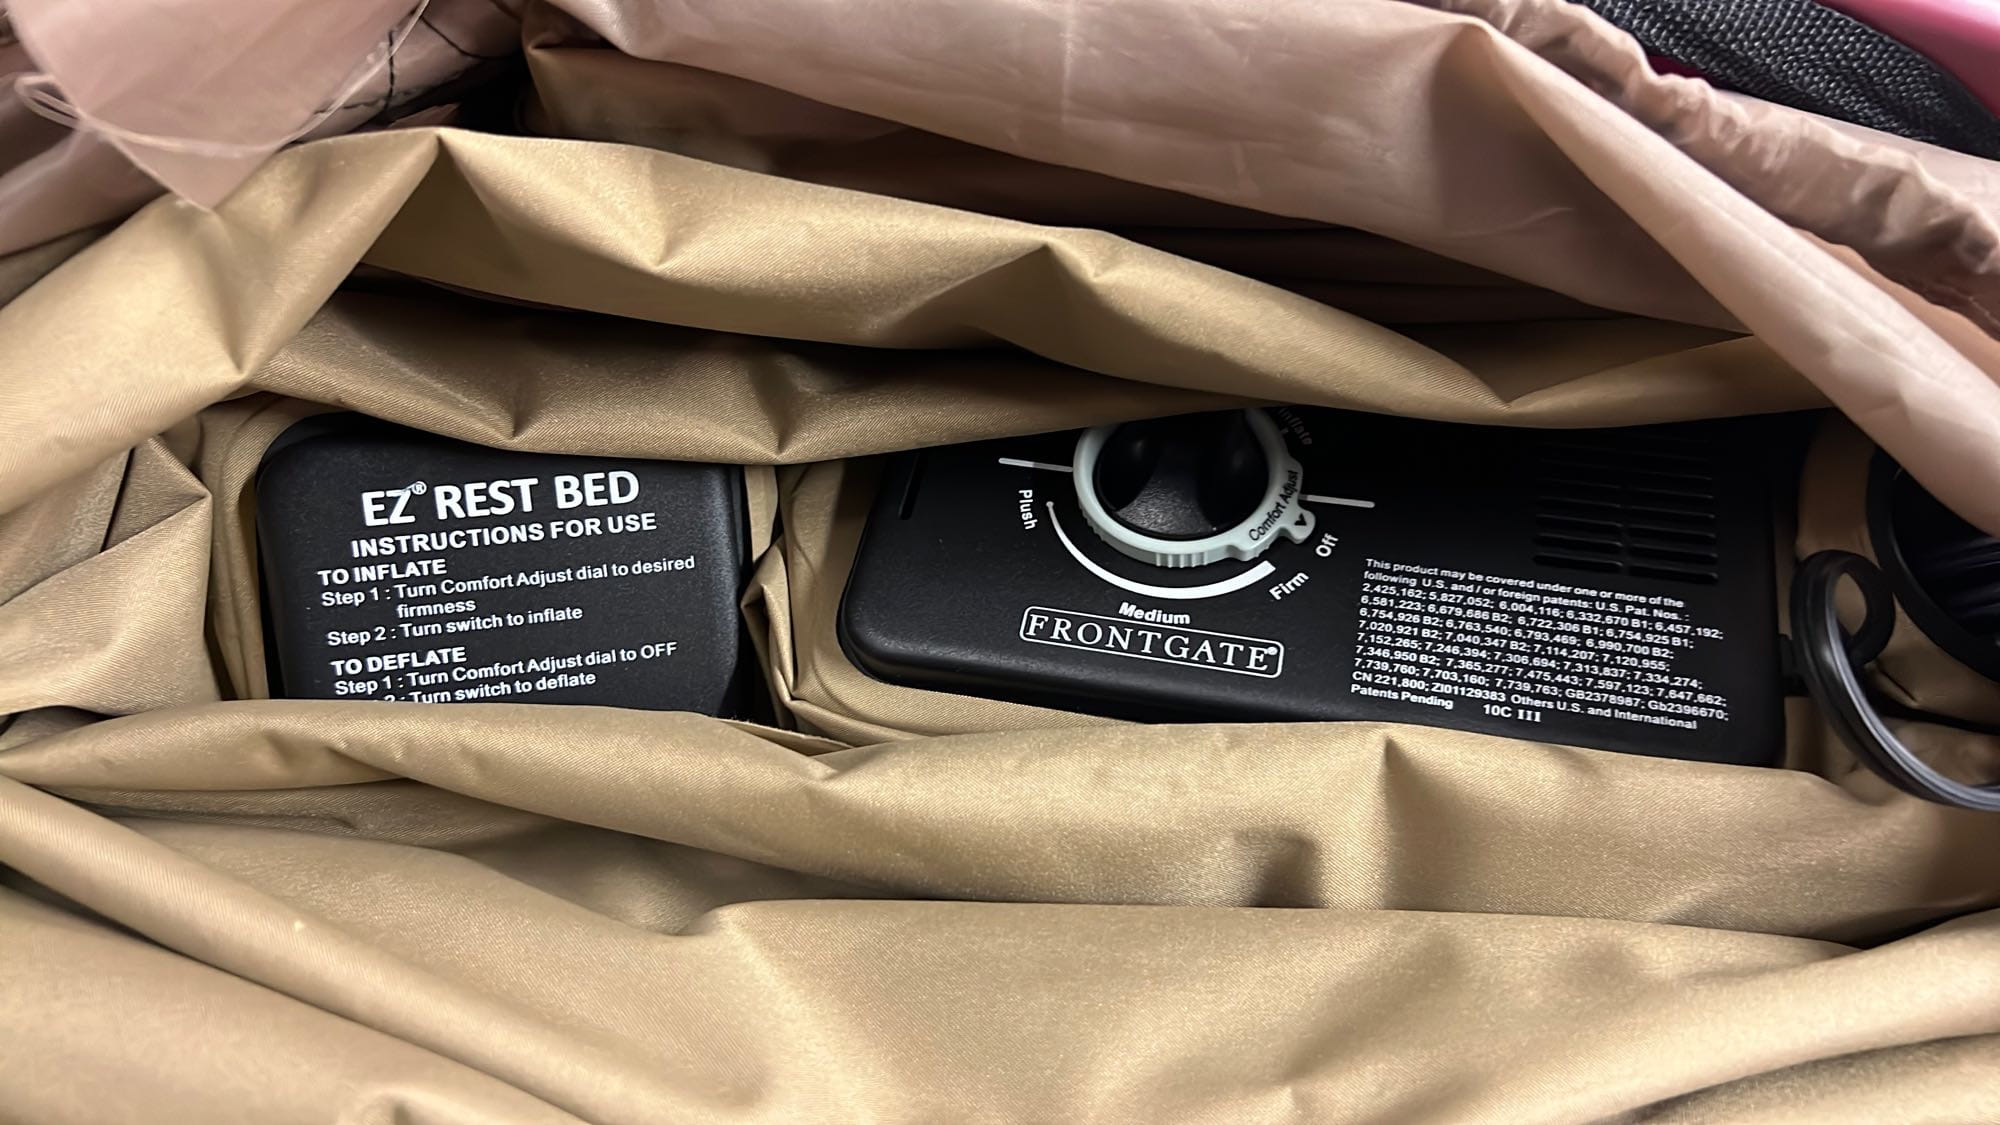 EZ® REST BED
INSTRUCTIONS FOR USE
TO INFLATE
Step 1 : Turn Comfort Adjust dial to desired
firmness
Step 2 : Turn switch to inflate
TO DEFLATE
Step 1 : Turn Comfort Adjust dial to OFF
2 : Turn switch to deflate
Inflate
Comfort Adjust
Plush
Medium
Firm
Off
FRONTGATE®
This product may be covered under one or more of the
following U.S. and / or foreign patents: U.S. Pat. Nos. :
2,425,162; 5,827,052; 6,004,116; 6,332,670 B1; 6,457,192;
6,581,223; 6,679,686 B2; 6,722,306 B1; 6,754,925 B1;
6,754,926 B2; 6,763,540; 6,793,469; 6,990,700 B2;
7,020,921 B2; 7,040,347 B2; 7,114,207; 7,120,955;
7,152,265; 7,246,394; 7,306,694; 7,313,837; 7,334,274;
7,346,950 B2; 7,365,277; 7,475,443; 7,597,123; 7,647,662;
7,739,760; 7,703,160; 7,739,763; GB2378987; Gb2396670;
CN 221,800; ZI01129383. Others U.S. and International
Patents Pending 10C III